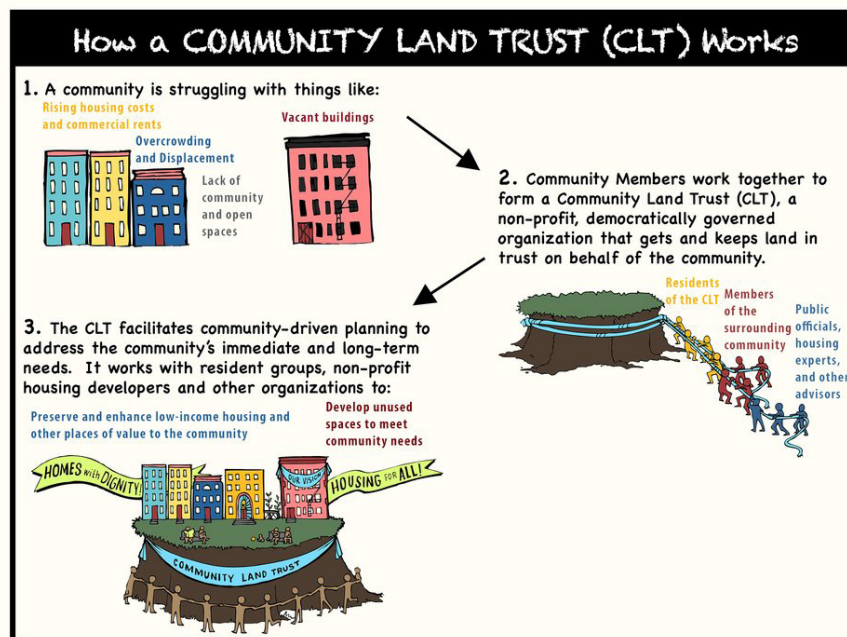 How a COMMUNITY LAND TRUST (CLT) Works
1. A community is struggling with things like:
Rising housing costs
and commercial rents
Overcrowding
and Displacement
Lack of
community
and open
spaces
Vacant buildings
2. Community Members work together to
form a Community Land Trust (CLT), a
non-profit, democratically governed
organization that gets and keeps land in
trust on behalf of the community.
Residents
of the CLT
Members
of the
surrounding
community
Public
officials,
housing
experts,
and other
advisors
3. The CLT facilitates community-driven planning to
address the community's immediate and long-term
needs. It works with resident groups, non-profit
housing developers and other organizations to:
Preserve and enhance low-income housing and
other places of value to the community
Develop unused
spaces to meet
community needs
HOMES with DIGNITY!
OUR VISION
HOUSING FOR ALL!
COMMUNITY LAND TRUST